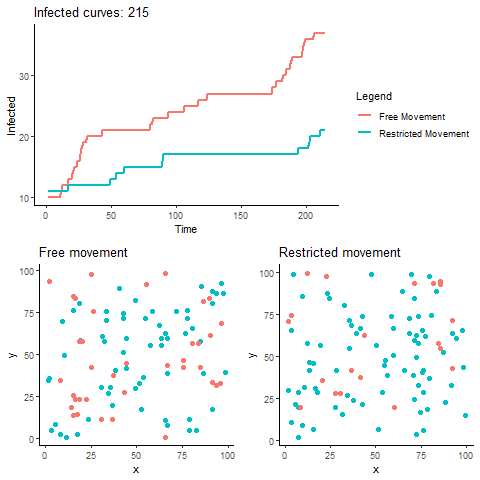 Infected curves: 215
Infected
30
20
10
0
50
100
150
200
Time
Legend
Free Movement
Restricted Movement
Free movement
y
100
75
50
25
0
0
25
50
75
100
x
Restricted movement
y
100
75
50
25
0
0
25
50
75
100
x